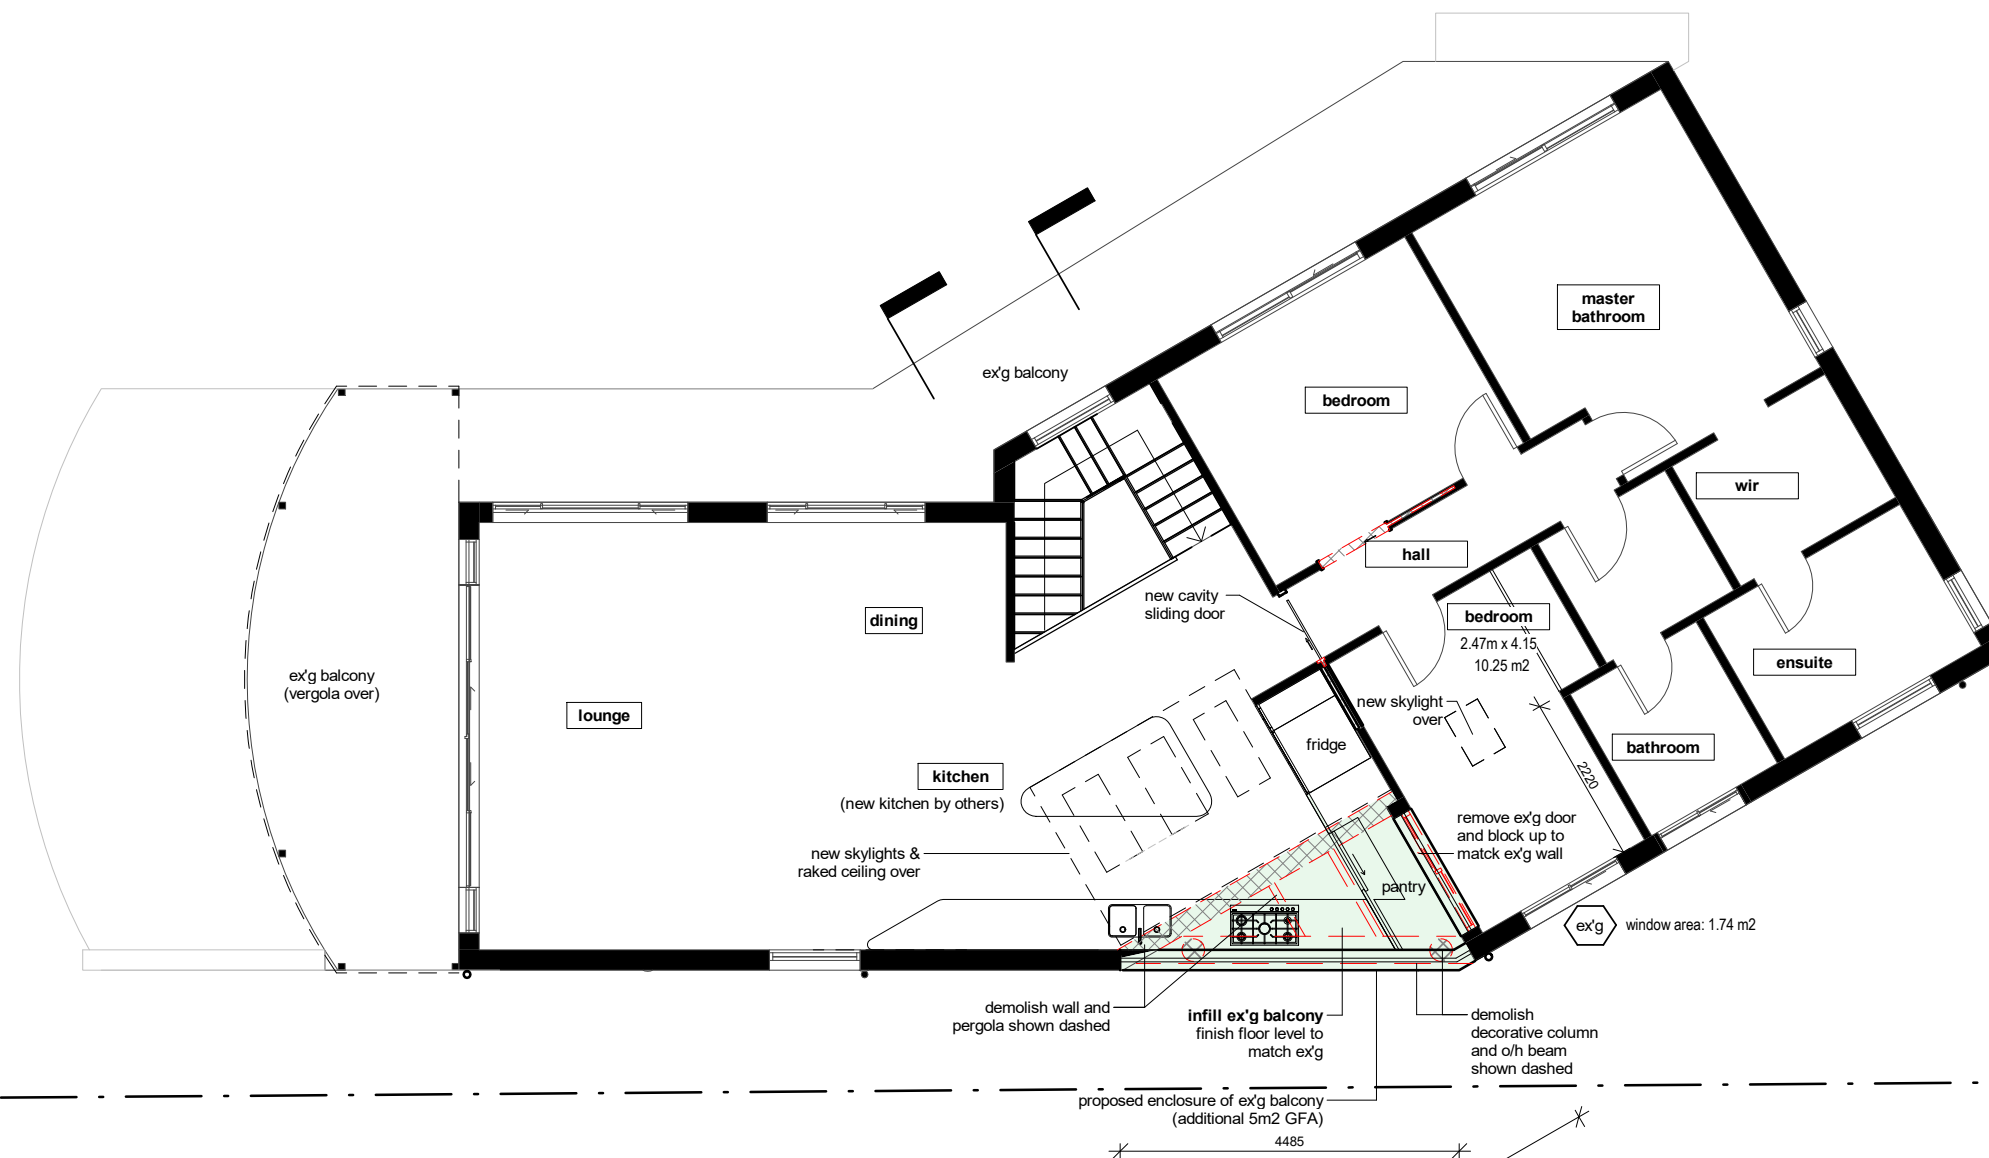 master
bathroom
ex'g balcony
bedroom
wir
hall
new cavity
sliding door
dining
bedroom
2.47m x 4.15
10.25 m2
ensuite
ex'g balcony
(vergola over)
lounge
new skylight
over
fridge
bathroom
kitchen
(new kitchen by others)
2220
remove ex'g door
and block up to
matck ex'g wall
new skylights &
raked ceiling over
pantry
ex'g
window area: 1.74 m2
demolish wall and
pergola shown dashed
infill ex'g balcony
finish floor level to
match ex'g
demolish
decorative column
and o/h beam
shown dashed
proposed enclosure of ex'g balcony
(additional 5m2 GFA)
4485